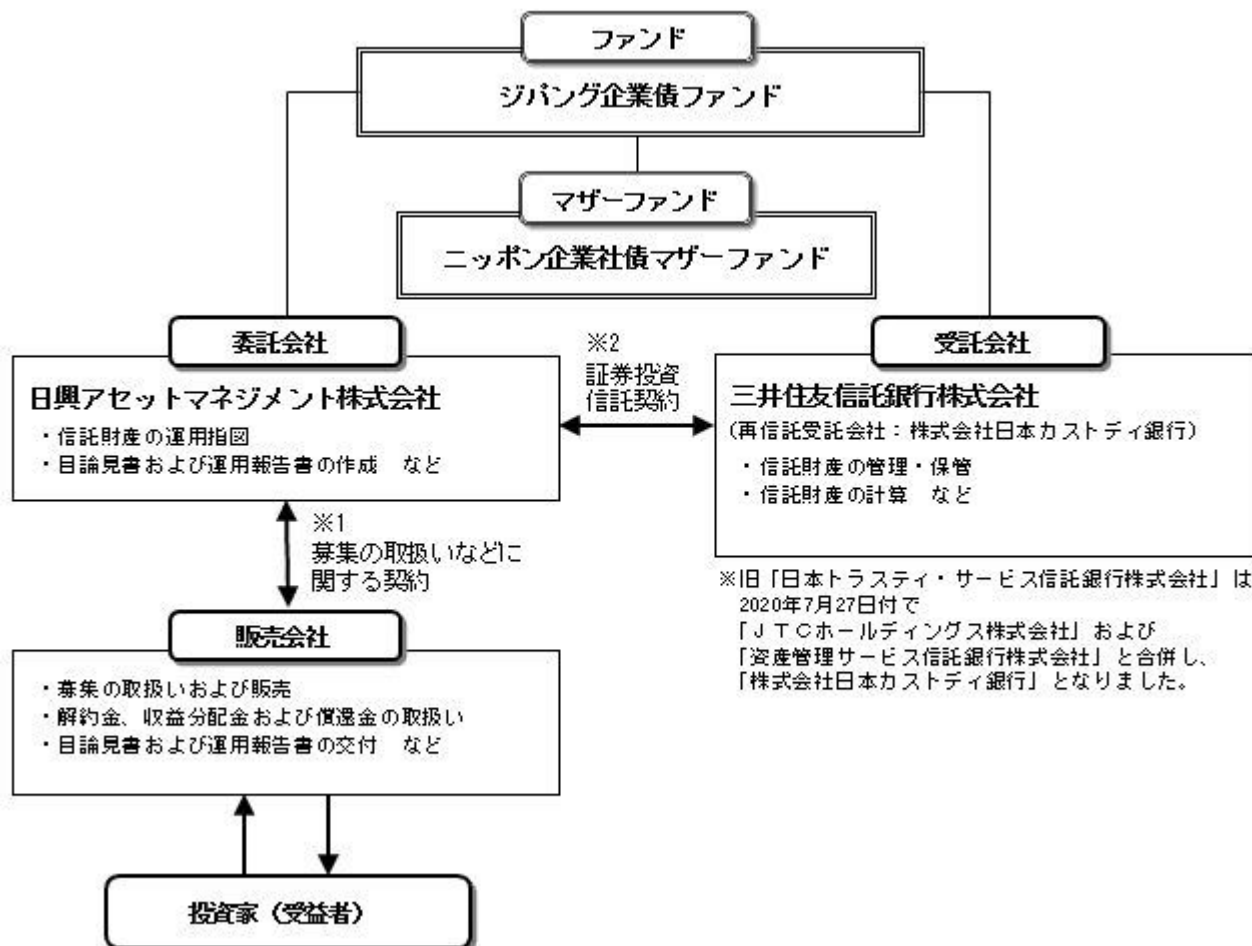 ファンド
ジパング企業債ファンド
マザーファンド
ニッポン企業社債マザーファンド
委託会社
日興アセットマネジメント株式会社
・信託財産の運用指図
・目論見書および運用報告書の作成　など
※2
証券投資
信託契約
受託会社
三井住友信託銀行株式会社
(再信託受託会社：株式会社日本カストディ銀行)
・信託財産の管理・保管
・信託財産の計算　など
※1
募集の取扱いなどに
関する契約
※旧「日本トラスティ・サービス信託銀行株式会社」は
2020年7月27日付で
「ＪＴＣホールディングス株式会社」および
「資産管理サービス信託銀行株式会社」と合併し、
「株式会社日本カストディ銀行」となりました。
販売会社
・募集の取扱いおよび販売
・解約金、収益分配金および償還金の取扱い
・目論見書および運用報告書の交付　など
投資家（受益者）